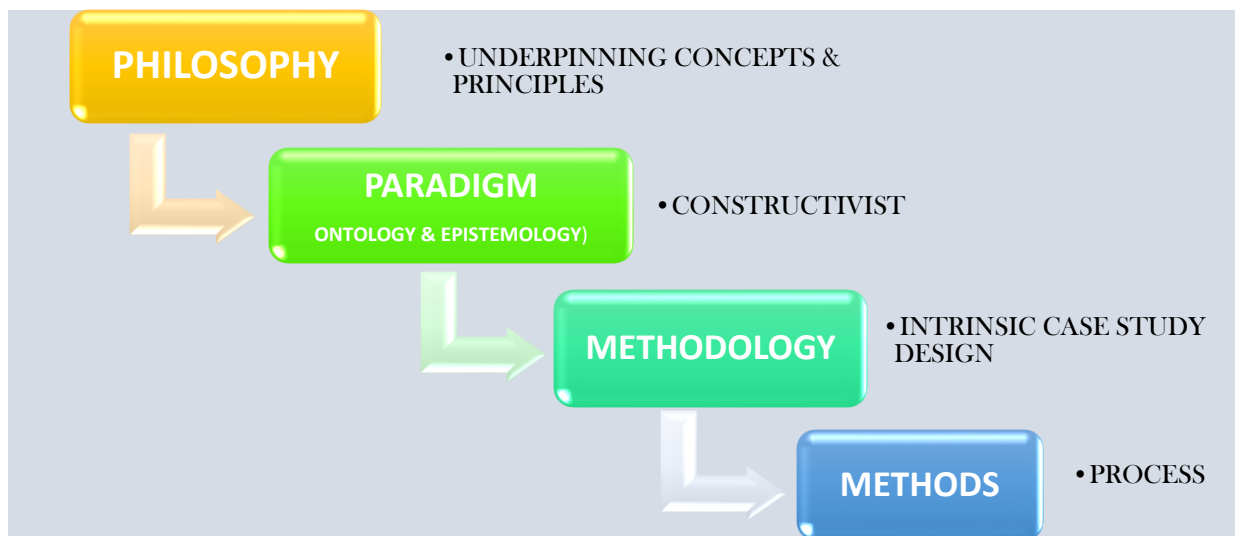 PHILOSOPHY
•UNDERPINNING CONCEPTS &
PRINCIPLES
PARADIGM
ONTOLOGY & EPISTEMOLOGY)
•CONSTRUCTIVIST
METHODOLOGY
•INTRINSIC CASE STUDY
DESIGN
METHODS
•PROCESS